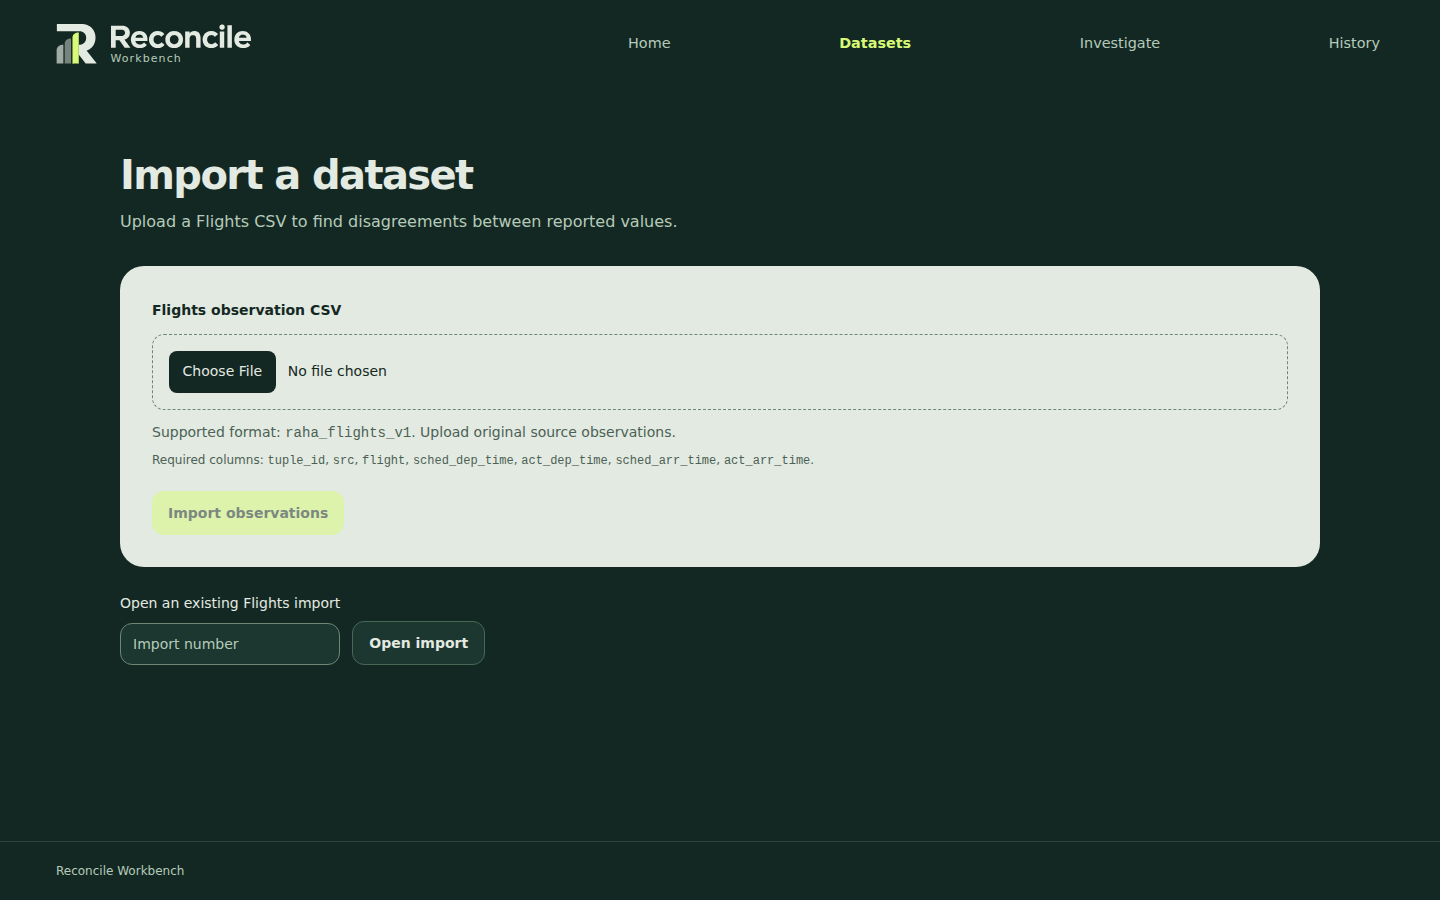 Reconcile
Workbench
Home
Datasets
Investigate
History
Import a dataset
Upload a Flights CSV to find disagreements between reported values.
Flights observation CSV
Choose File No file chosen
Supported format: raha_flights_v1. Upload original source observations.
Required columns: tuple_id, src, flight, sched_dep_time, act_dep_time, sched_arr_time, act_arr_time.
Import observations
Open an existing Flights import
Import number
Open import
Reconcile Workbench